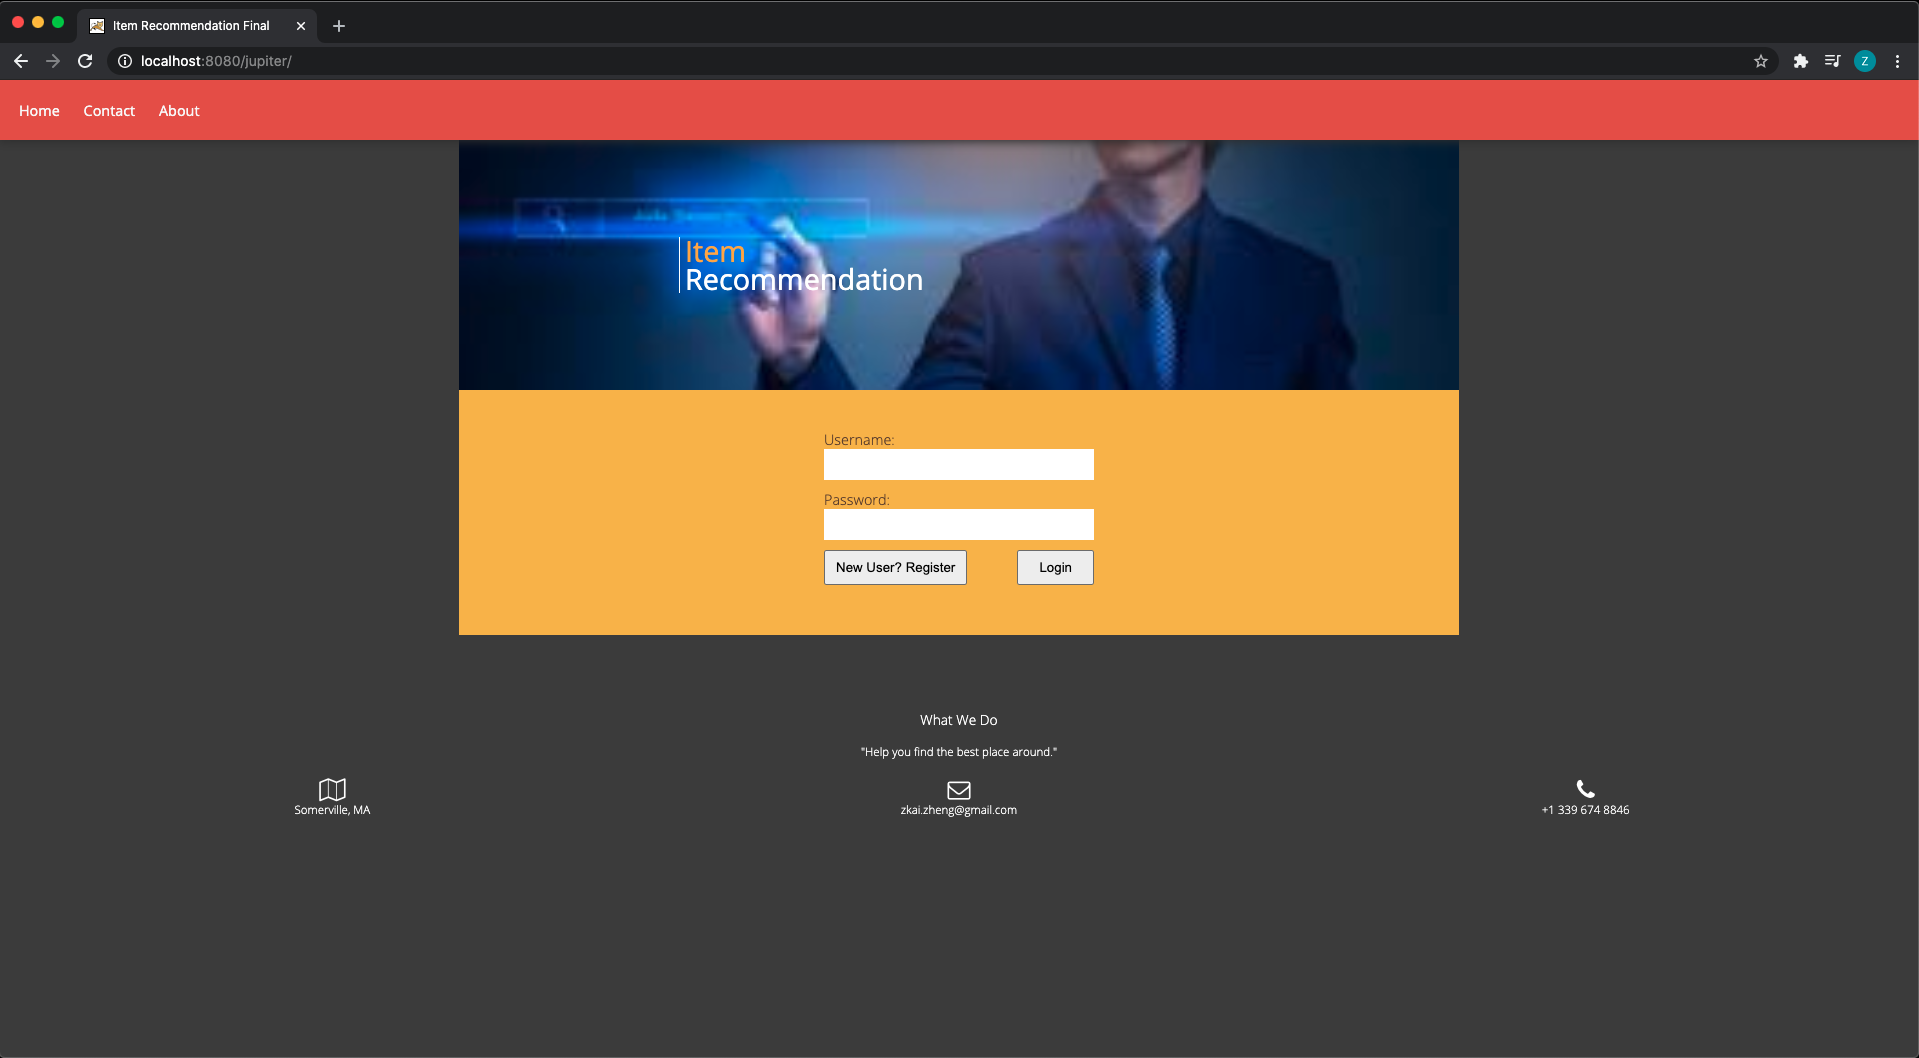 Item Recommendation Final
localhost:8080/jupiter/
Z
Home Contact About
Item
Recommendation
Username:
Password:
New User? Register Login
What We Do
"Help you find the best place around."
Somerville, MA zkai.zheng@gmail.com +1 339 674 8846